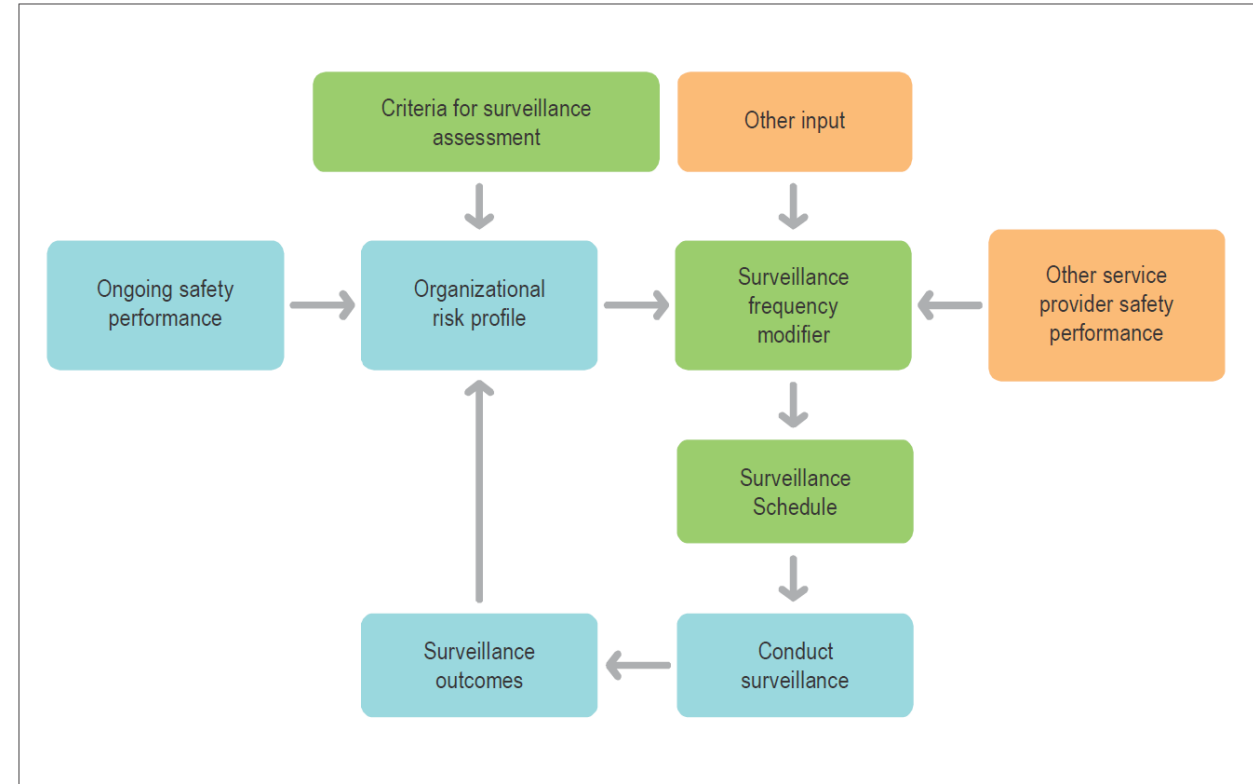 Criteria for surveillance
assessment
Other input
Ongoing safety
performance
Organizational
risk profile
Surveillance
frequency
modifier
Other service
provider safety
performance
Surveillance
Schedule
Surveillance
outcomes
Conduct
surveillance